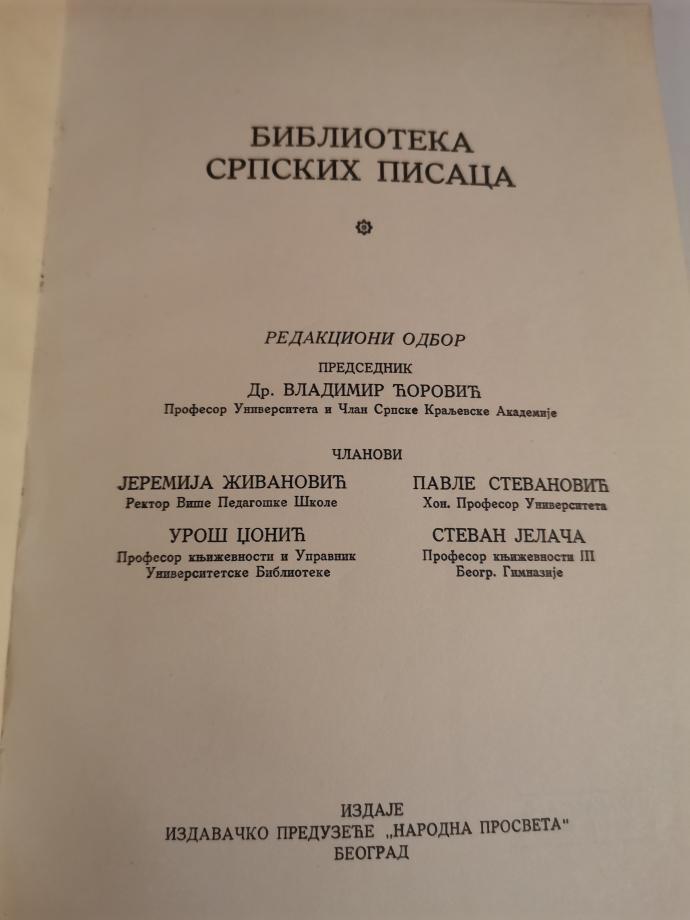 БИБЛИОТЕКА
СРПСКИХ ПИСАЦА
РЕДАКЦИОНИ ОДБОР
ПРЕДСЕДНИК
Др. ВЛАДИМИР ЋОРОВИЋ
Професор Универзитета и Члан Српске Краљевске Академије
ЧЛАНОВИ
ЈЕРЕМИЈА ЖИВАНОВИЋ
Ректор Више Педагошке Школе
ПАВЛЕ СТЕВАНОВИЋ
Хон. Професор Универзитета
УРОШ ЏОНИЋ
Професор књижевности и Управник
Универзитетске Библиотеке
СТЕВАН ЈЕЛАЧА
Професор књижевности III
Беогр. Гимназије
ИЗДАЈЕ
ИЗДАВАЧКО ПРЕДУЗЕЋЕ „НАРОДНА ПРОСВЕТА"
БЕОГРАД